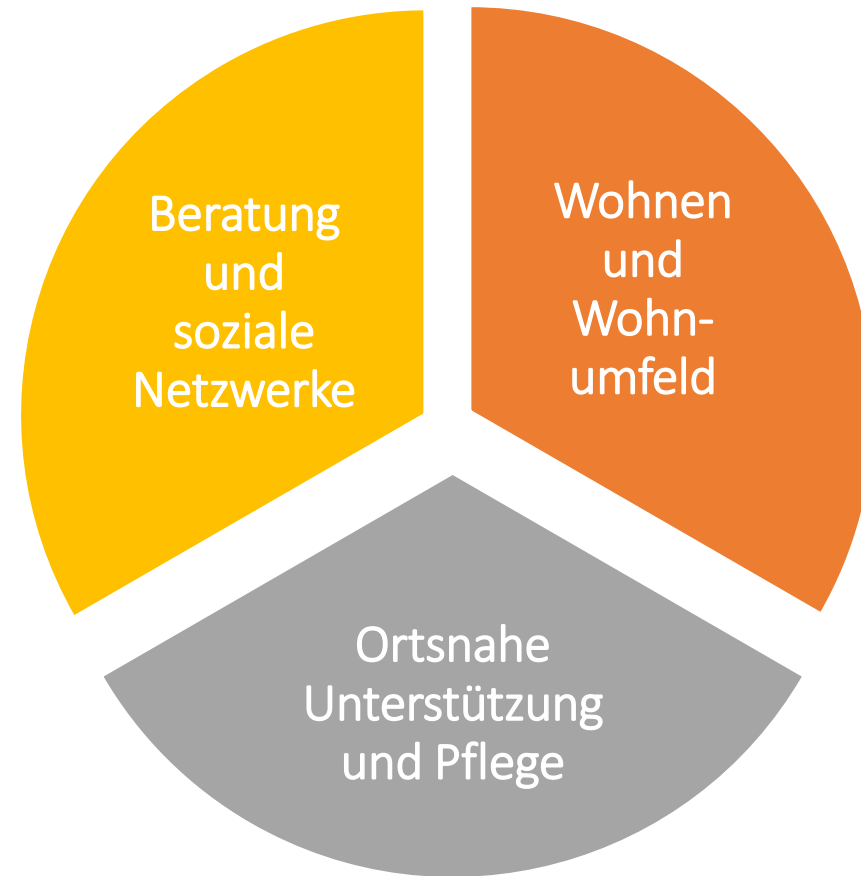 Beratung
und
soziale
Netzwerke
Wohnen
und
Wohn-
umfeld
Ortsnahe
Unterstützung
und Pflege